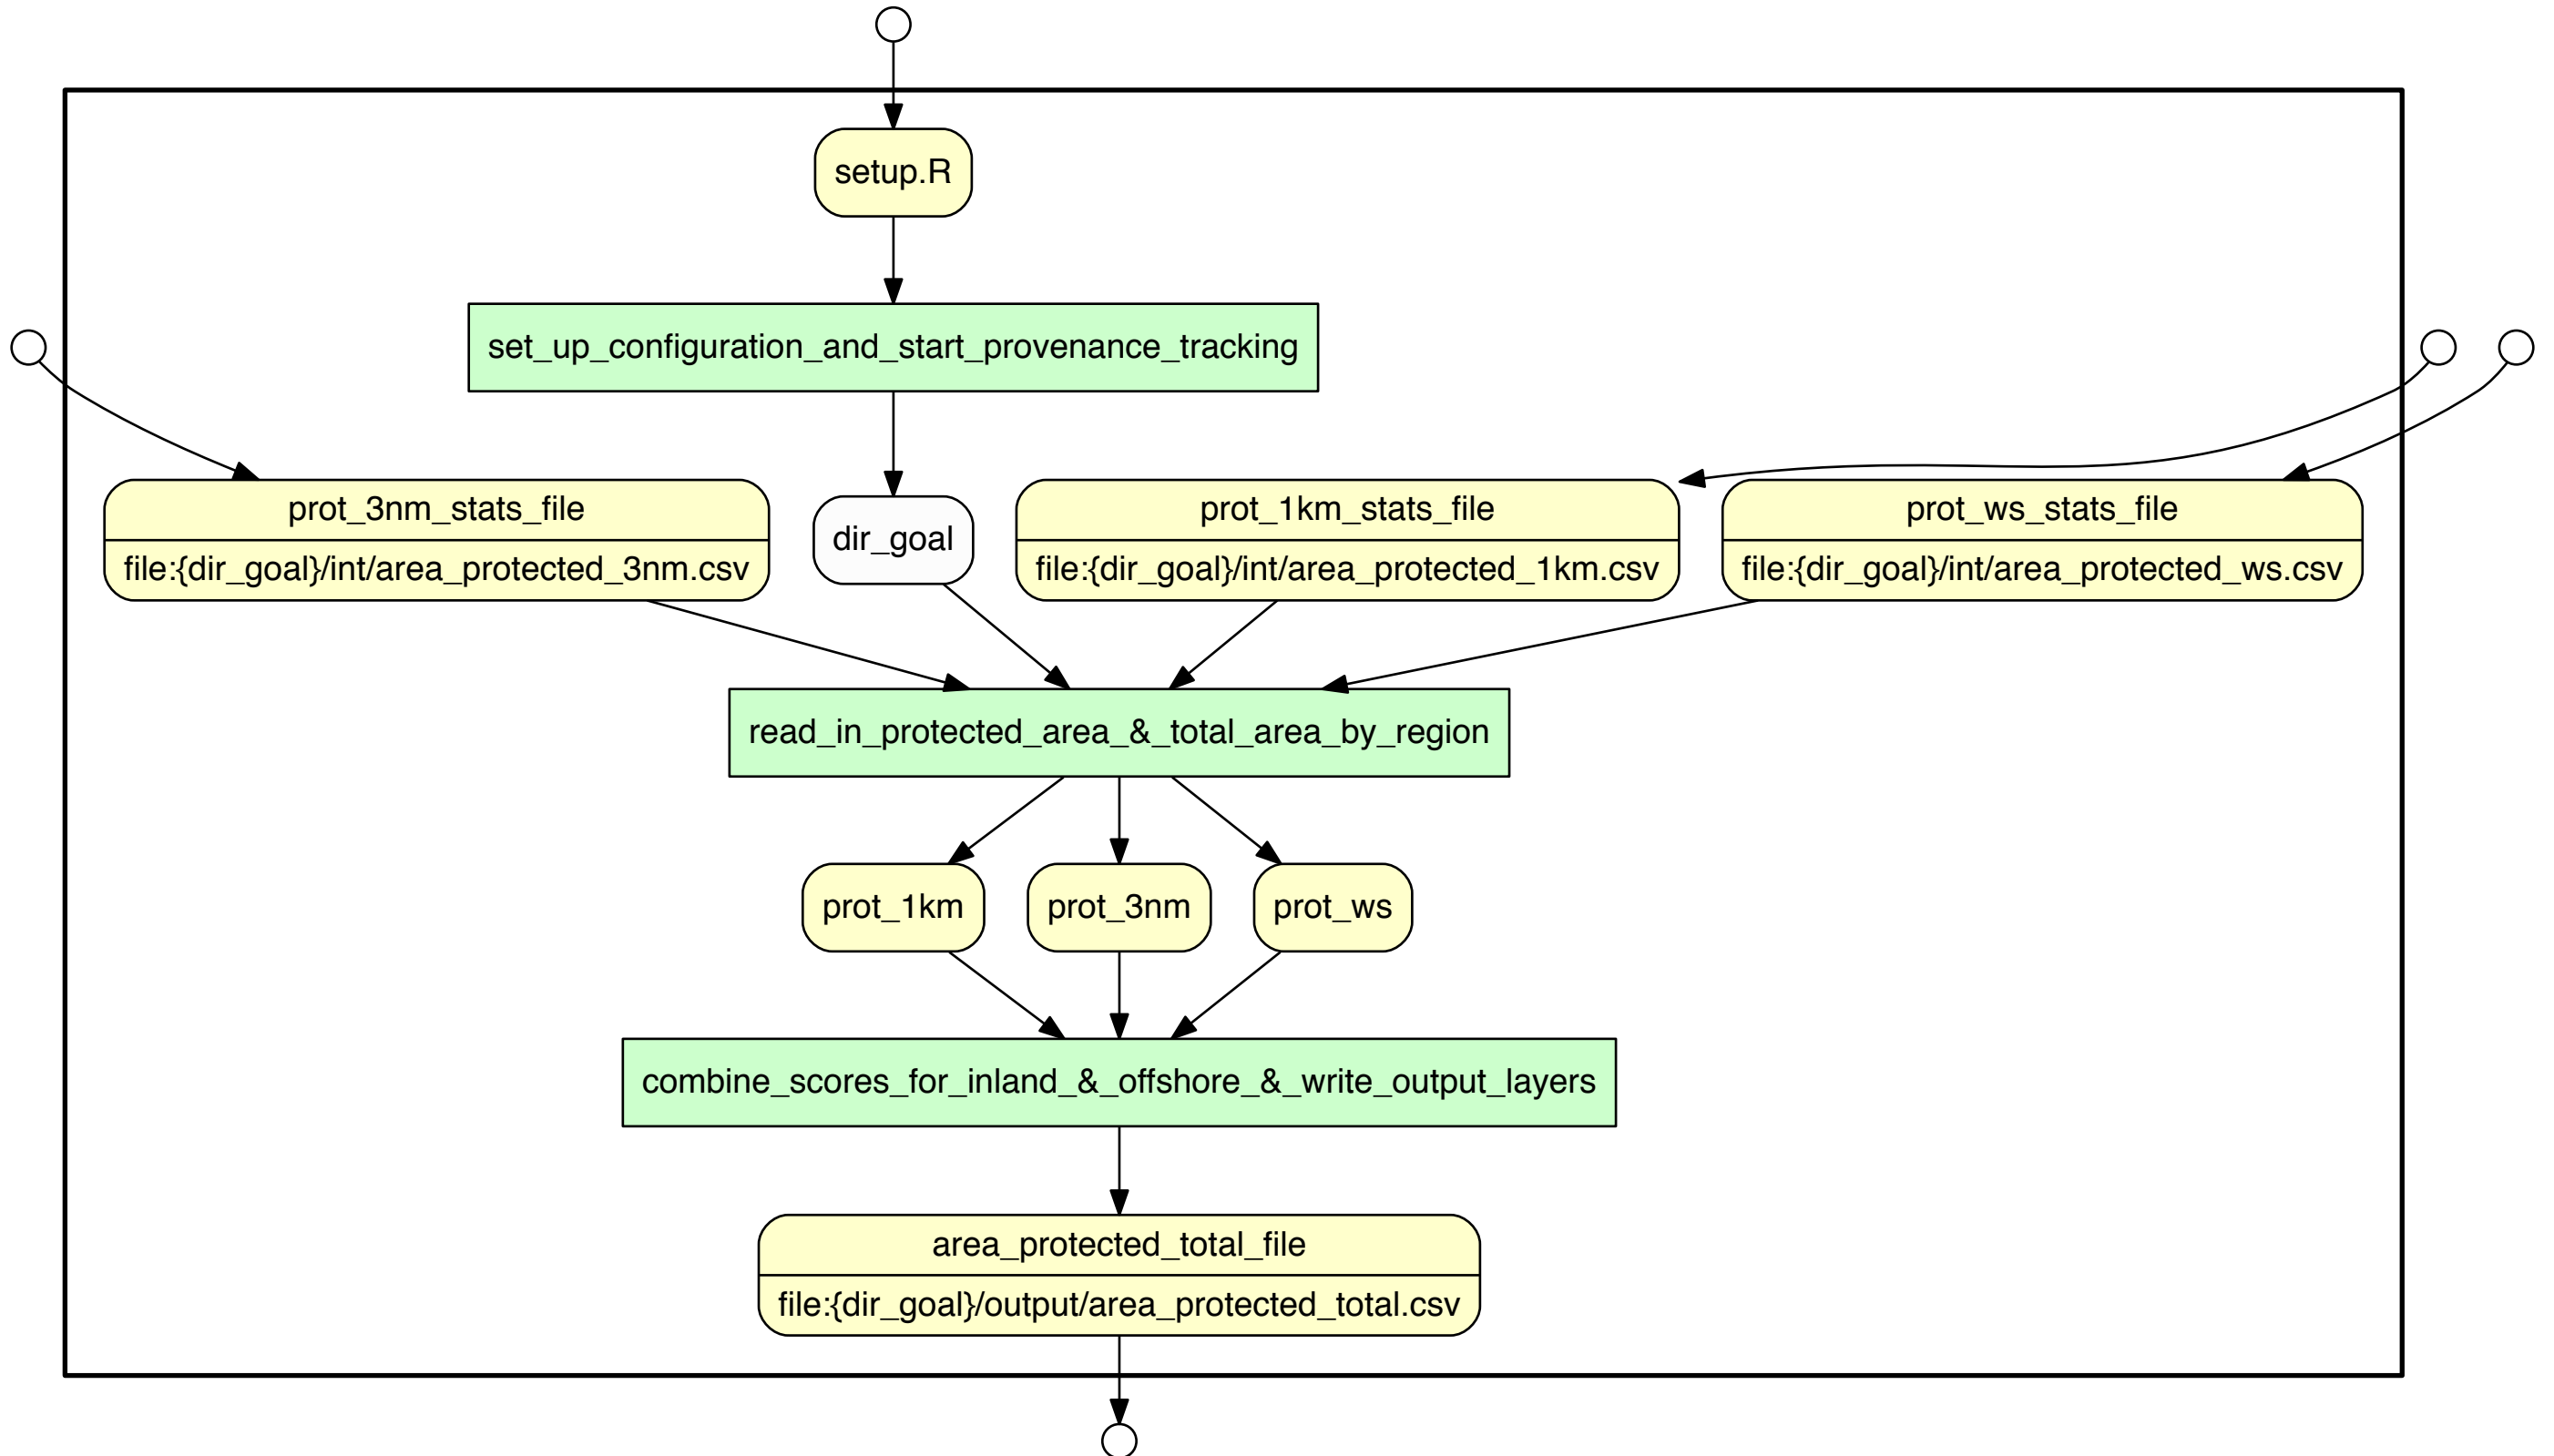 setup.R
set_up_configuration_and_start_provenance_tracking
prot_3nm_stats_file
file:{dir_goal}/int/area_protected_3nm.csv
dir_goal
prot_1km_stats_file
file:{dir_goal}/int/area_protected_1km.csv
prot_ws_stats_file
file:{dir_goal}/int/area_protected_ws.csv
read_in_protected_area_&_total_area_by_region
prot_1km
prot_3nm
prot_ws
combine_scores_for_inland_&_offshore_&_write_output_layers
area_protected_total_file
file:{dir_goal}/output/area_protected_total.csv